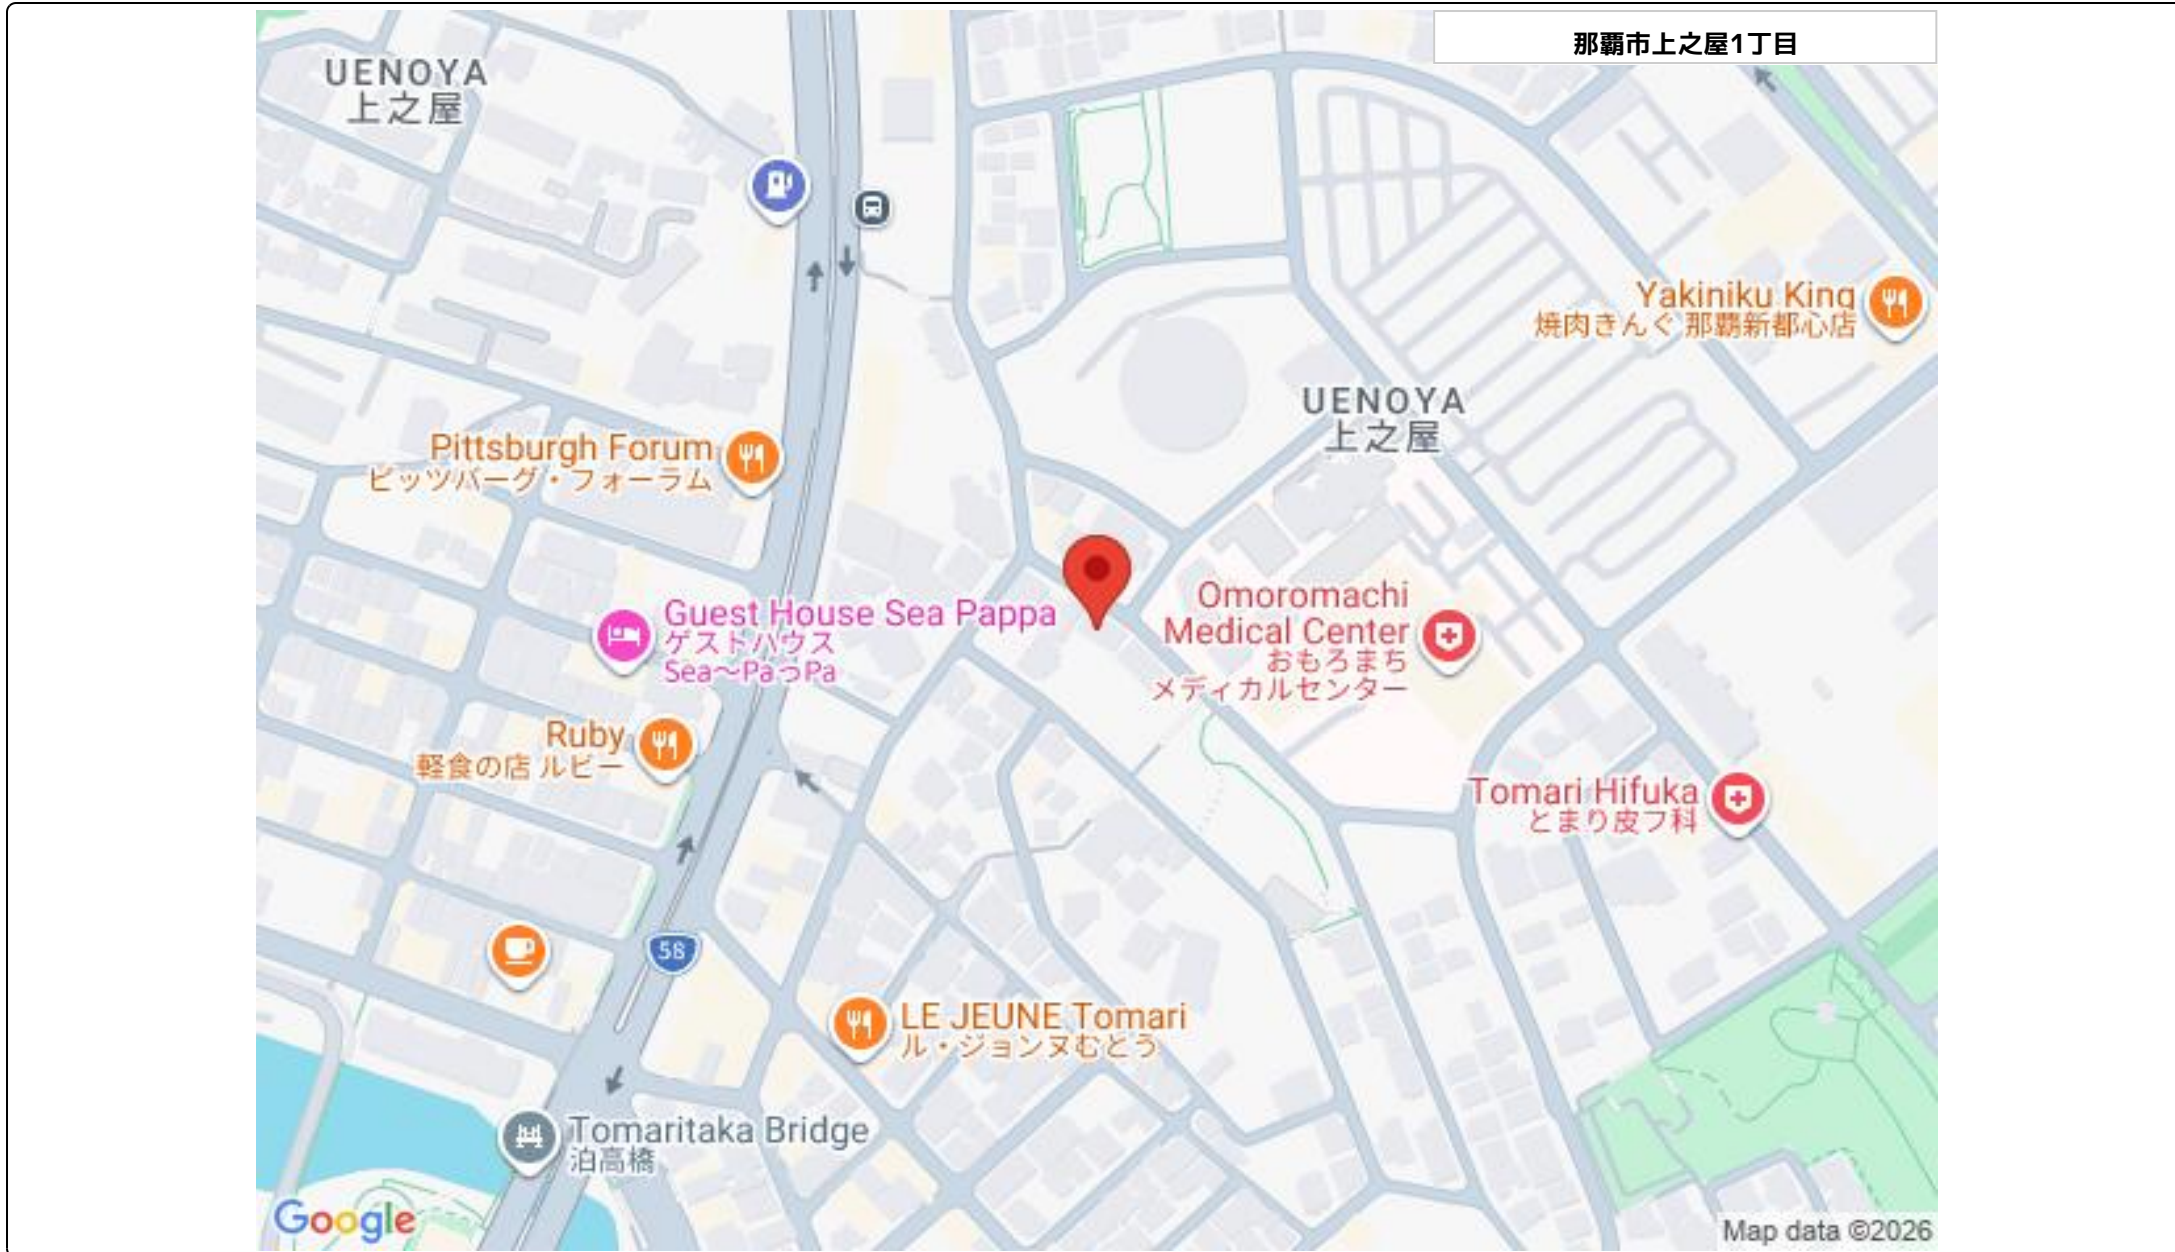 那覇市上之屋1丁目
UENOYA
上之屋
Yakiniku King
焼肉きんぐ 那覇新都心店
UENOYA
上之屋
Pittsburgh Forum
ピッツバーグ・フォーラム
Guest House Sea Pappa
ゲストハウス
Sea〜PaっPa
Omoromachi
Medical Center
おもろまち
メディカルセンター
Ruby
軽食の店 ルビー
Tomari Hifuka
とまり皮フ科
58
LE JEUNE Tomari
ル・ジョンヌむとう
Tomaritaka Bridge
泊高橋
Google
Map data ©2026